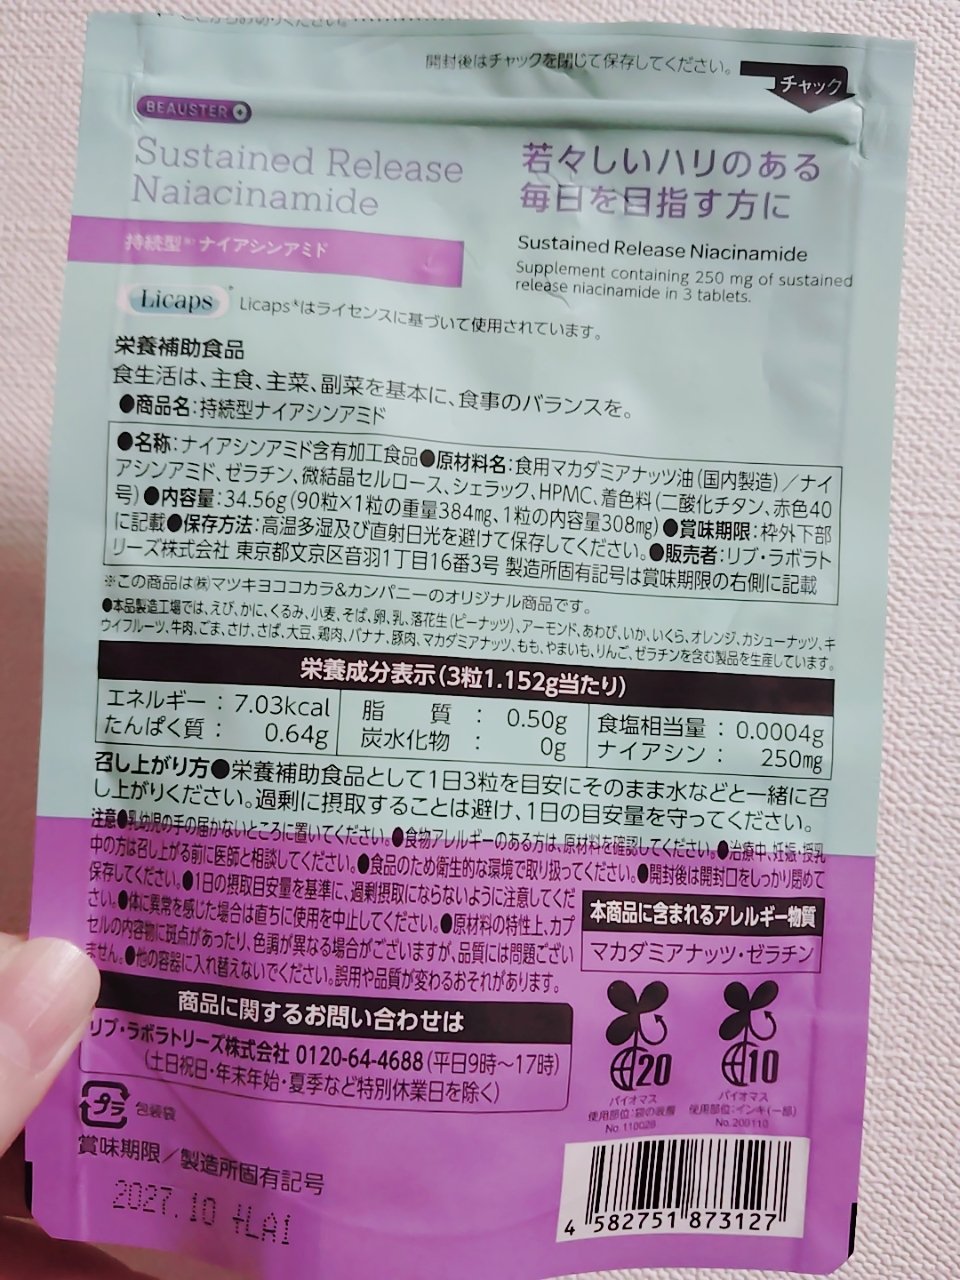 開封後はチャックを閉じて保存してください。
チャック
BEAUSTER
Sustained Release
Naiacinamide
持続型 ナイアシンアミド
若々しいハリのある
毎日を目指す方に
Sustained Release Niacinamide
Supplement containing 250 mg of sustained
release niacinamide in 3 tablets.
Licaps
Licaps*はライセンスに基づいて使用されています。
栄養補助食品
食生活は、主食、主菜、副菜を基本に、食事のバランスを。
●商品名:持続型ナイアシンアミド
●名称:ナイアシンアミド含有加工食品●原材料名:食用マカダミアナッツ油(国内製造)/ナイ
アシンアミド、ゼラチン、微結晶セルロース、シェラック、HPMC、着色料(二酸化チタン、赤色40
号)●内容量:34.56g(90粒×1粒の重量384mg、1粒の内容量308mg)●賞味期限:枠外下部
に記載●保存方法:高温多湿及び直射日光を避けて保存してください。●販売者:リブ・ラボラト
リーズ株式会社 東京都文京区音羽1丁目16番3号 製造所固有記号は賞味期限の右側に記載
※この商品は㈱マツキヨココカラ&カンパニーのオリジナル商品です。
●本品製造工場では、えび、かに、くるみ、小麦、そば、卵、乳、落花生(ピーナッツ)、アーモンド、あわび、いか、いくら、オレンジ、カシューナッツ、キ
ウイフルーツ、牛肉、ごま、さけ、さば、大豆、鶏肉、バナナ、豚肉、マカダミアナッツ、もも、やまいも、りんご、ゼラチンを含む製品を生産しています。
栄養成分表示(3粒1.152g当たり)
エネルギー:7.03kcal 脂質:0.50g 食塩相当量:0.0004g
たんぱく質:0.64g 炭水化物:0g ナイアシン:250mg
召し上がり方●栄養補助食品として1日3粒を目安にそのまま水などと一緒に召
し上がりください。過剰に摂取することは避け、1日の目安量を守ってください。
注意●乳幼児の手の届かないところに置いてください。●食物アレルギーのある方は、原材料を確認してください。●治療中、妊娠・授乳
中の方は召し上がる前に医師と相談してください。●食品のため衛生的な環境で取り扱ってください。●開封後は開封口をしっかり閉めて
保存してください。●1日の摂取目安量を基準に、過剰摂取にならないように注意してくだ
さい。●体に異常を感じた場合は直ちに使用を中止してください。●原材料の特性上、カプ
セルの内容物に斑点があったり、色調が異なる場合がございますが、品質には問題ござい
ません。●他の容器に入れ替えないでください。誤用や品質が変わるおそれがあります。
本商品に含まれるアレルギー物質
マカダミアナッツ・ゼラチン
商品に関するお問い合わせは
リブ・ラボラトリーズ株式会社 0120-64-4688(平日9時〜17時)
(土日祝日・年末年始・夏季など特別休業日を除く)
20
バイオマス
使用部位:袋の
No.110028
10
バイオマス
使用部位:インキ(一部)
No.200110
プラ 包装袋
賞味期限/製造所固有記号
2027.10 +LA1
4 582751 873127